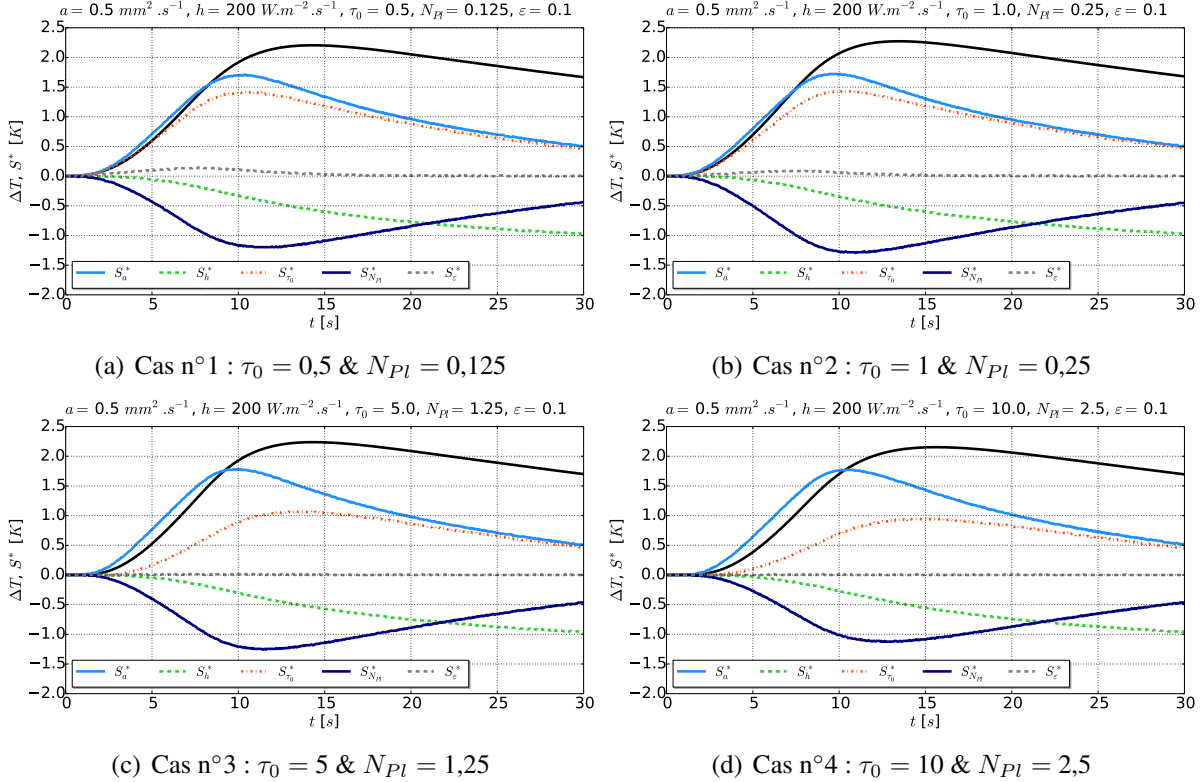 a = 0.5 mm² .s⁻¹, h = 200 W.m⁻².s⁻¹, τ₀ = 0.5, N_Pl = 0.125, ε = 0.1
2.5
2.0
1.5
1.0
0.5
0.0
−0.5
−1.0
−1.5
−2.0
ΔT, S* [K]
S*_a S*_h S*_τ₀ S*_N_Pl S*_ε
0 5 10 15 20 25 30
t [s]
(a) Cas n°1 : τ₀ = 0,5 & N_Pl = 0,125
a = 0.5 mm² .s⁻¹, h = 200 W.m⁻².s⁻¹, τ₀ = 1.0, N_Pl = 0.25, ε = 0.1
2.5
2.0
1.5
1.0
0.5
0.0
−0.5
−1.0
−1.5
−2.0
ΔT, S* [K]
S*_a S*_h S*_τ₀ S*_N_Pl S*_ε
0 5 10 15 20 25 30
t [s]
(b) Cas n°2 : τ₀ = 1 & N_Pl = 0,25
a = 0.5 mm² .s⁻¹, h = 200 W.m⁻².s⁻¹, τ₀ = 5.0, N_Pl = 1.25, ε = 0.1
2.5
2.0
1.5
1.0
0.5
0.0
−0.5
−1.0
−1.5
−2.0
ΔT, S* [K]
S*_a S*_h S*_τ₀ S*_N_Pl S*_ε
0 5 10 15 20 25 30
t [s]
(c) Cas n°3 : τ₀ = 5 & N_Pl = 1,25
a = 0.5 mm² .s⁻¹, h = 200 W.m⁻².s⁻¹, τ₀ = 10.0, N_Pl = 2.5, ε = 0.1
2.5
2.0
1.5
1.0
0.5
0.0
−0.5
−1.0
−1.5
−2.0
ΔT, S* [K]
S*_a S*_h S*_τ₀ S*_N_Pl S*_ε
0 5 10 15 20 25 30
t [s]
(d) Cas n°4 : τ₀ = 10 & N_Pl = 2,5